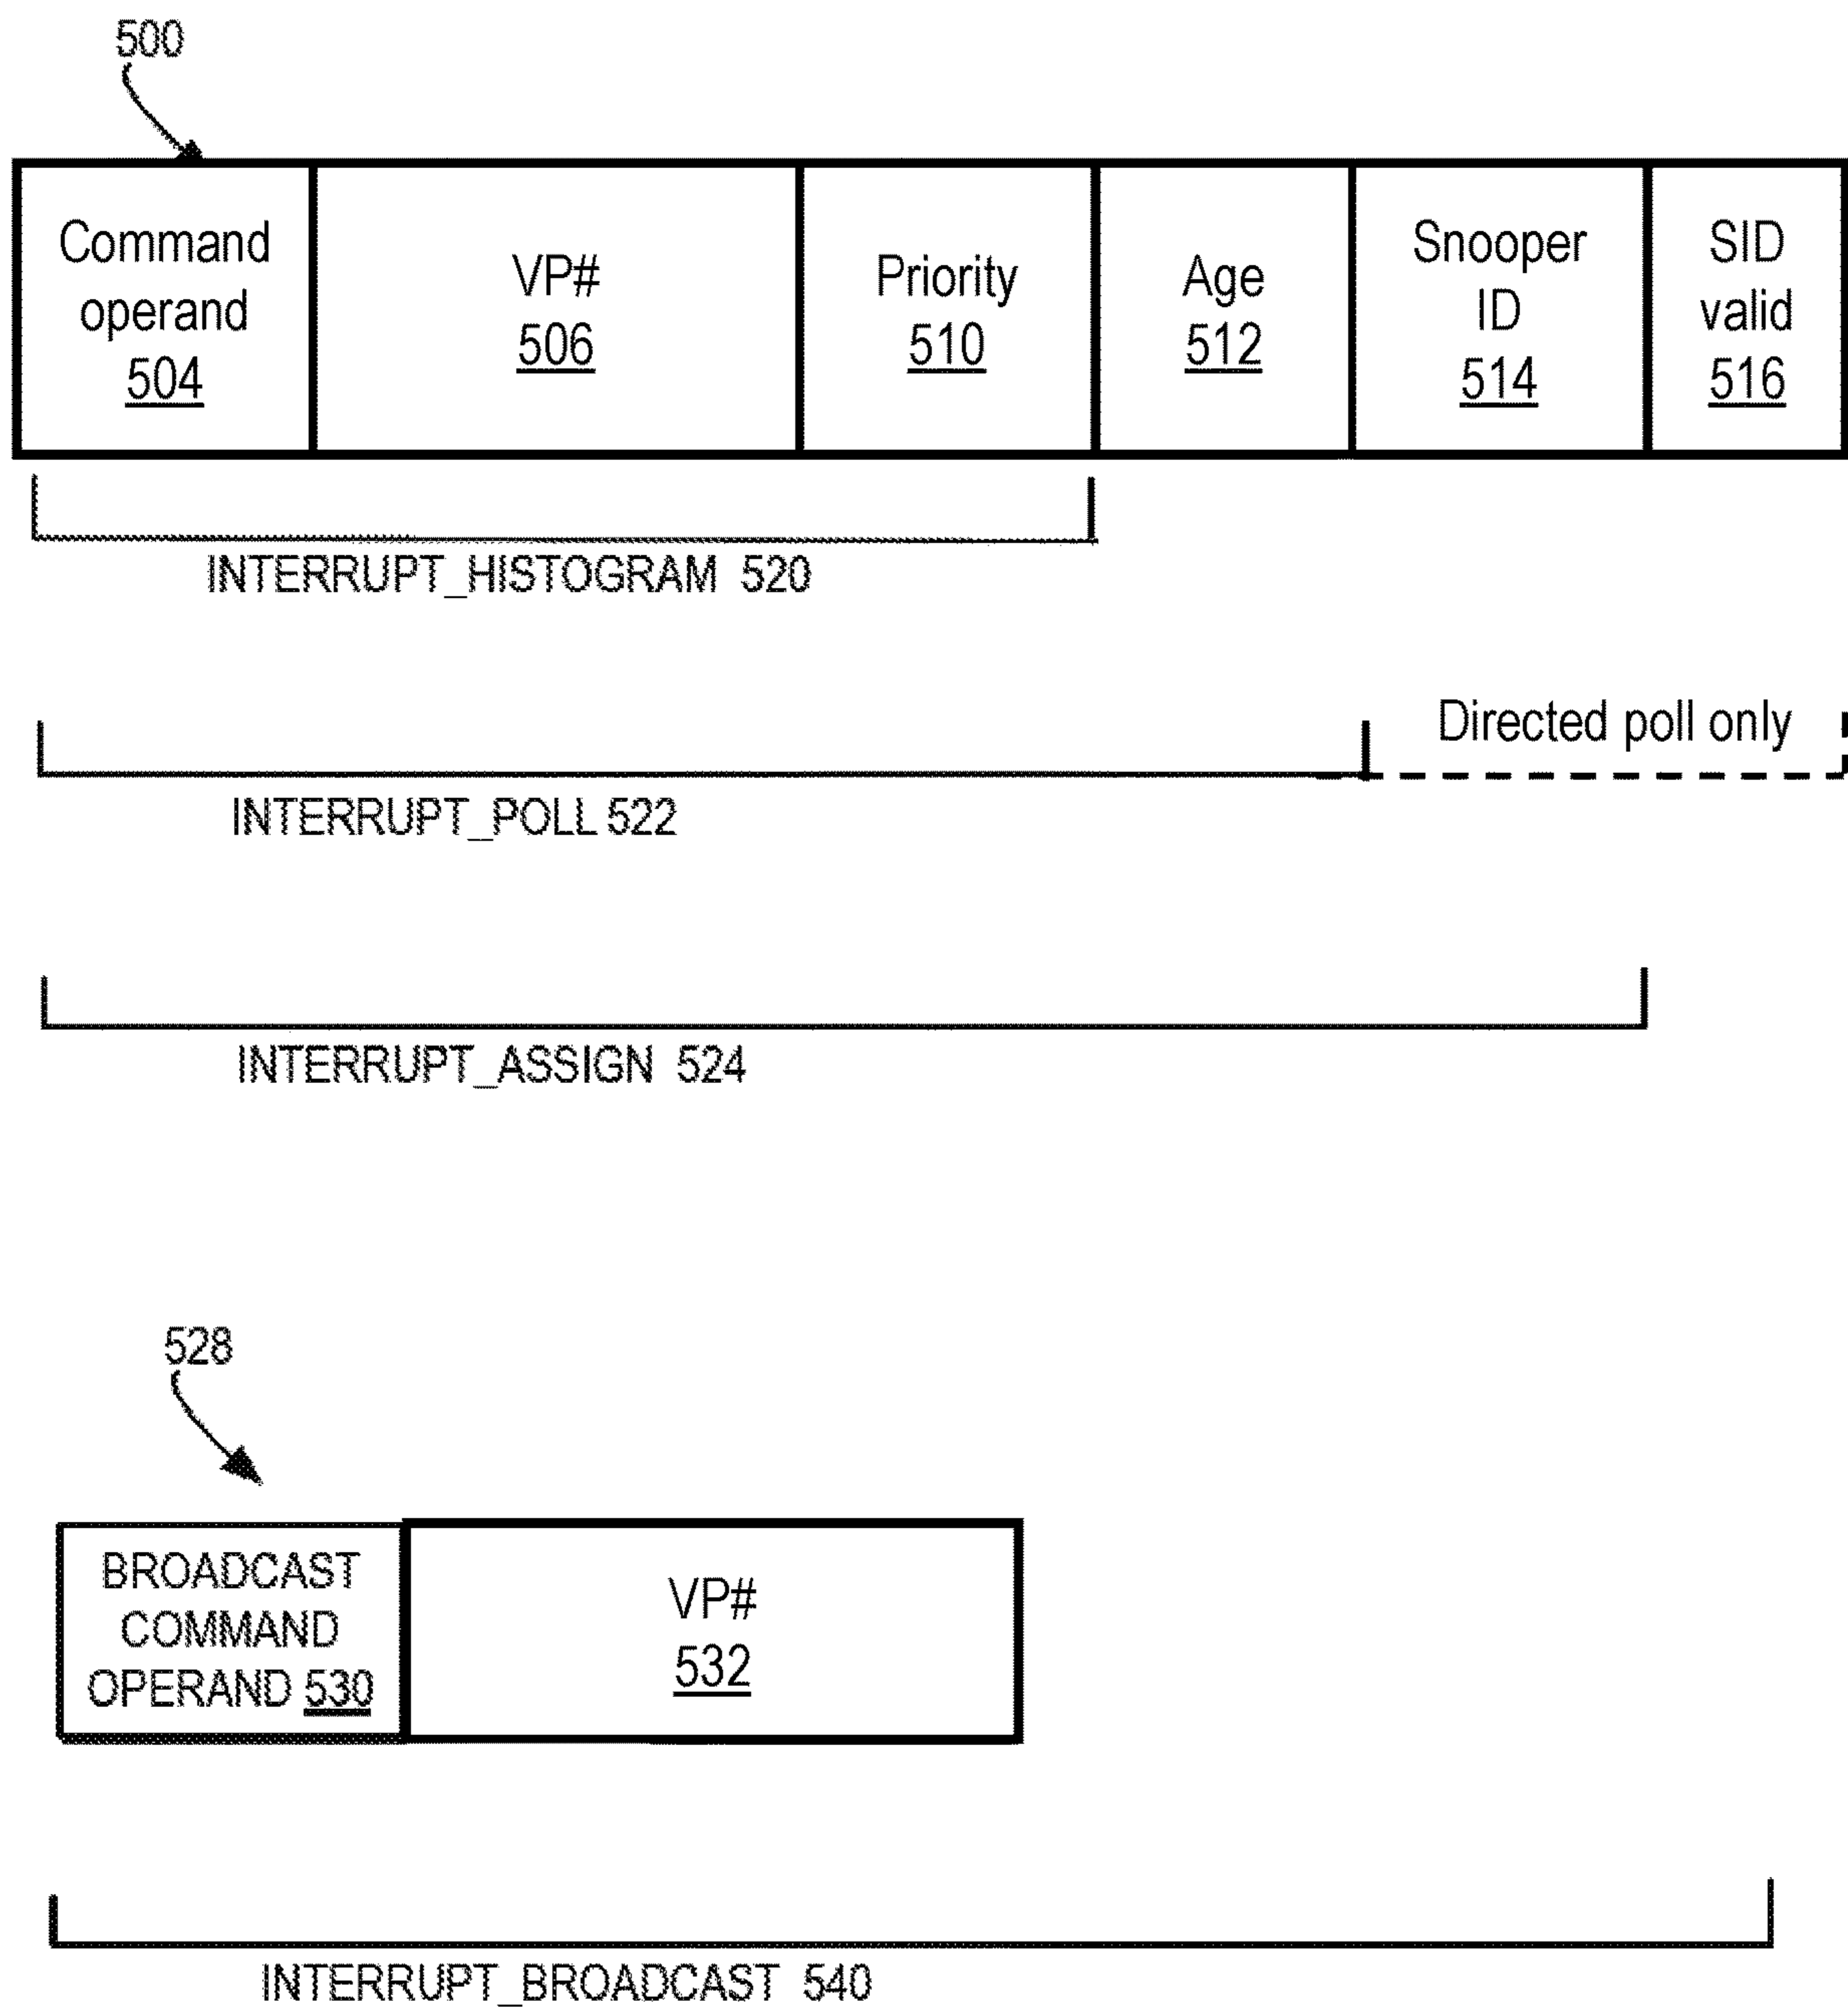 500
Command
operand
504
VP#
506
Priority
510
Age
512
Snooper
ID
514
SID
valid
516
INTERRUPT_HISTOGRAM 520
Directed poll only
INTERRUPT_POLL 522
INTERRUPT_ASSIGN 524
528
BROADCAST
COMMAND
OPERAND 530
VP#
532
INTERRUPT_BROADCAST 540